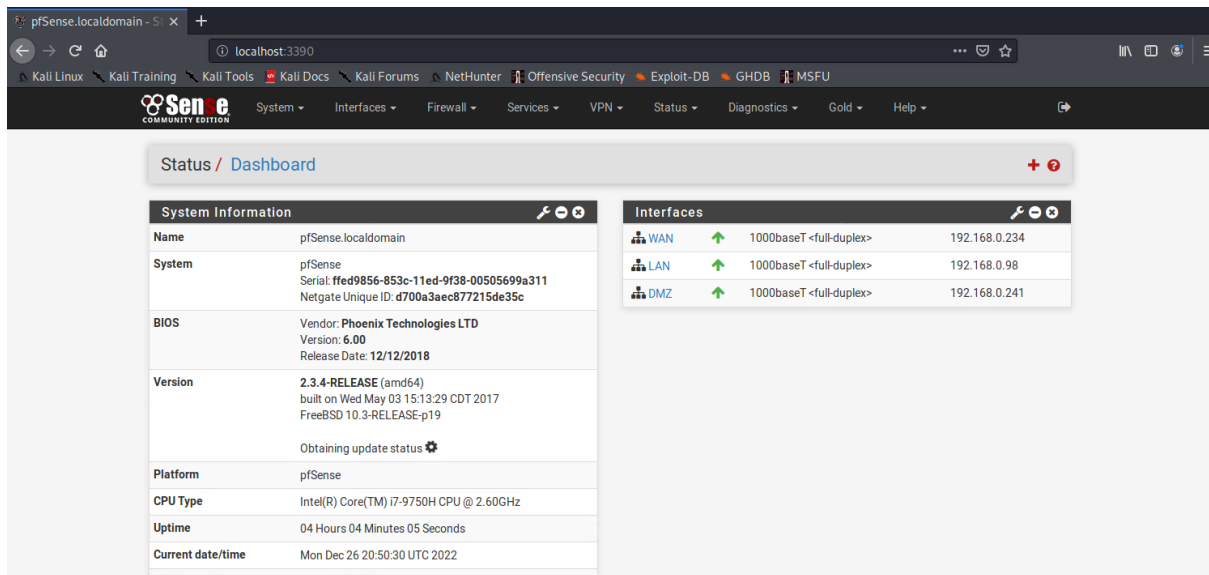 pfSense.localdomain - St
localhost:3390
Kali Linux Kali Training Kali Tools Kali Docs Kali Forums NetHunter Offensive Security Exploit-DB GHDB MSFU
Sense
COMMUNITY EDITION
System Interfaces Firewall Services VPN Status Diagnostics Gold Help
Status / Dashboard
System Information
Name pfSense.localdomain
System pfSense
Serial: ffed9856-853c-11ed-9f38-00505699a311
Netgate Unique ID: d700a3aec877215de35c
BIOS Vendor: Phoenix Technologies LTD
Version: 6.00
Release Date: 12/12/2018
Version 2.3.4-RELEASE (amd64)
built on Wed May 03 15:13:29 CDT 2017
FreeBSD 10.3-RELEASE-p19
Obtaining update status
Platform pfSense
CPU Type Intel(R) Core(TM) i7-9750H CPU @ 2.60GHz
Uptime 04 Hours 04 Minutes 05 Seconds
Current date/time Mon Dec 26 20:50:30 UTC 2022
Interfaces
WAN 1000baseT <full-duplex> 192.168.0.234
LAN 1000baseT <full-duplex> 192.168.0.98
DMZ 1000baseT <full-duplex> 192.168.0.241